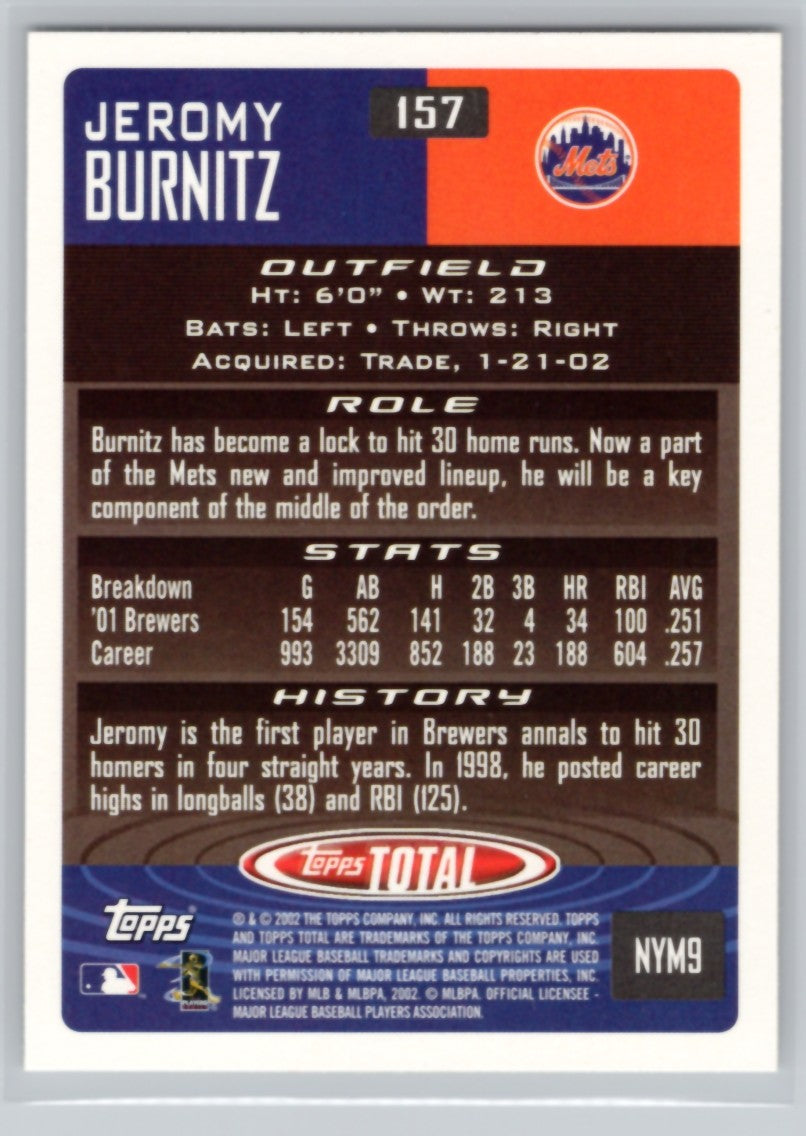 JEROMY
BURNITZ
157
Mets
OUTFIELD
HT: 6'0" • WT: 213
BATS: LEFT • THROWS: RIGHT
ACQUIRED: TRADE, 1-21-02
ROLE
Burnitz has become a lock to hit 30 home runs. Now a part
of the Mets new and improved lineup, he will be a key
component of the middle of the order.
STATS
Breakdown G AB H 2B 3B HR RBI AVG
'01 Brewers 154 562 141 32 4 34 100 .251
Career 993 3309 852 188 23 188 604 .257
HISTORY
Jeromy is the first player in Brewers annals to hit 30
homers in four straight years. In 1998, he posted career
highs in longballs (38) and RBI (125).
Topps TOTAL
Topps
® & © 2002 THE TOPPS COMPANY, INC. ALL RIGHTS RESERVED. TOPPS
AND TOPPS TOTAL ARE TRADEMARKS OF THE TOPPS COMPANY, INC.
MAJOR LEAGUE BASEBALL TRADEMARKS AND COPYRIGHTS ARE USED
WITH PERMISSION OF MAJOR LEAGUE BASEBALL PROPERTIES, INC.
LICENSED BY MLB & MLBPA, 2002. © MLBPA. OFFICIAL LICENSEE -
MAJOR LEAGUE BASEBALL PLAYERS ASSOCIATION.
NYM9
PLAYERS